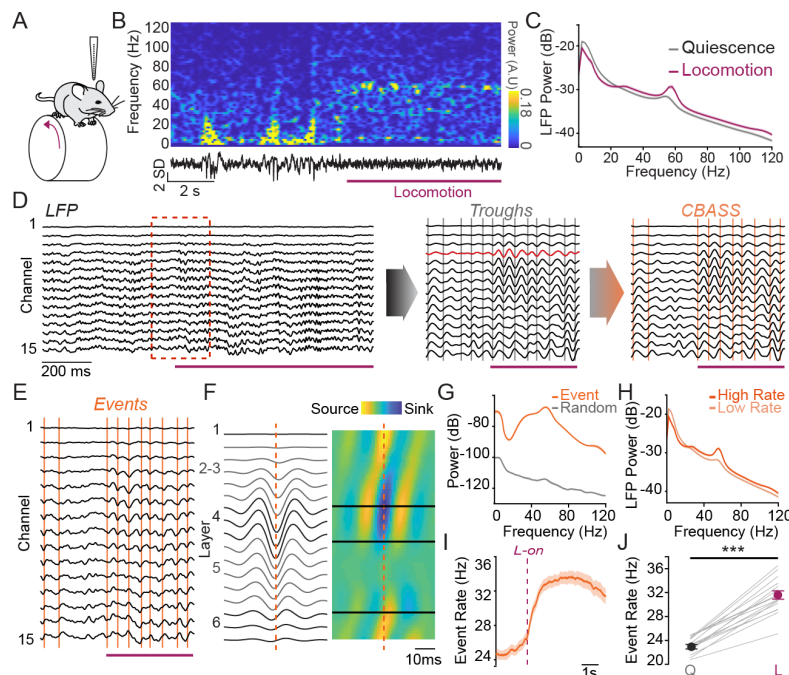 A
B
Frequency (Hz)
120
100
80
60
40
20
0
Power (A.U)
0.18
0
2 SD
2 s
Locomotion
C
LFP Power (dB)
-20
-30
-40
Quiescence
Locomotion
0
40
80
120
Frequency (Hz)
D
LFP
Troughs
CBASS
1
Channel
15
200 ms
E
Events
1
Channel
15
F
Source
Sink
1
2-3
4
5
6
Layer
10ms
G
Event
Random
Power (dB)
-80
-100
-120
0
40
80
120
Frequency (Hz)
H
High Rate
Low Rate
LFP Power (dB)
-20
-30
-40
0
40
80
120
Frequency (Hz)
I
L-on
Event Rate (Hz)
36
32
28
24
1s
J
***
Event Rate (Hz)
36
32
28
24
20
Q
L